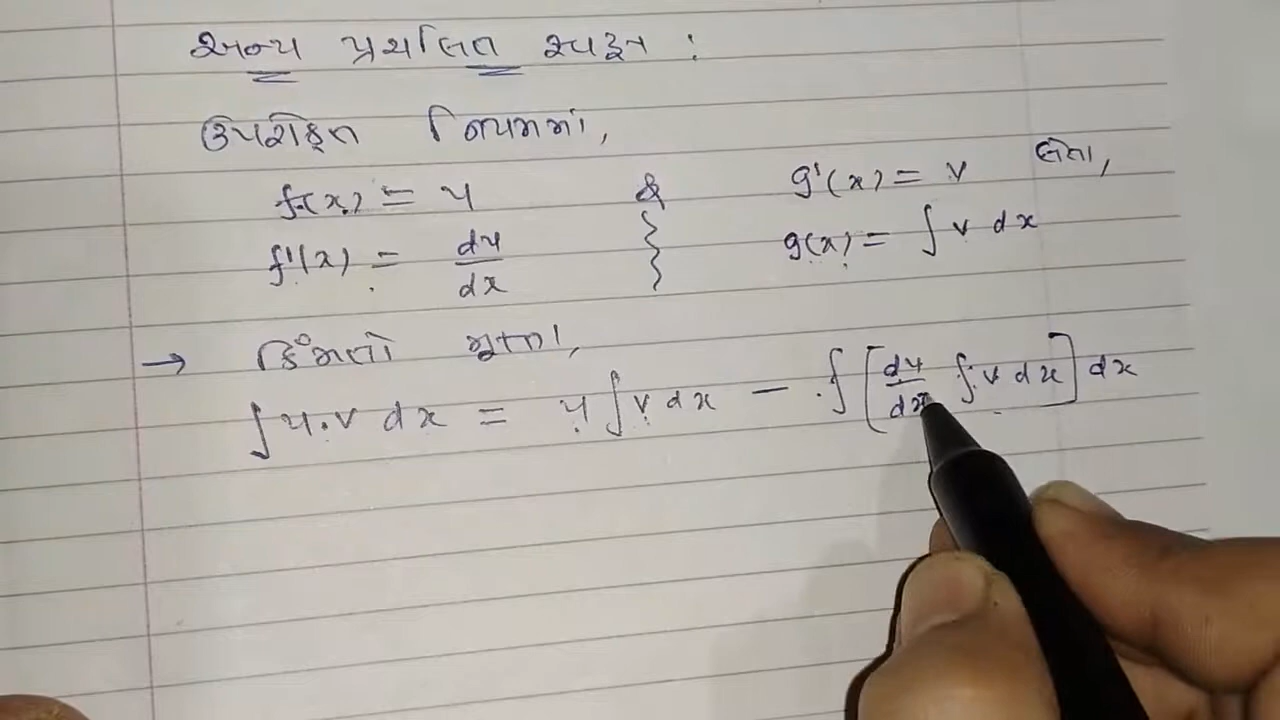 અન્ય પ્રચલિત સ્વરૂપ :
ઉપરોક્ત નિયમમાં,
f(x) = u & g'(x) = v લેતા,
f'(x) = du/dx g(x) = ∫ v dx
→ કિંમતો મૂકતા,
∫ u.v dx = u ∫ v dx − ∫ [ du/dx ∫ v dx ] dx